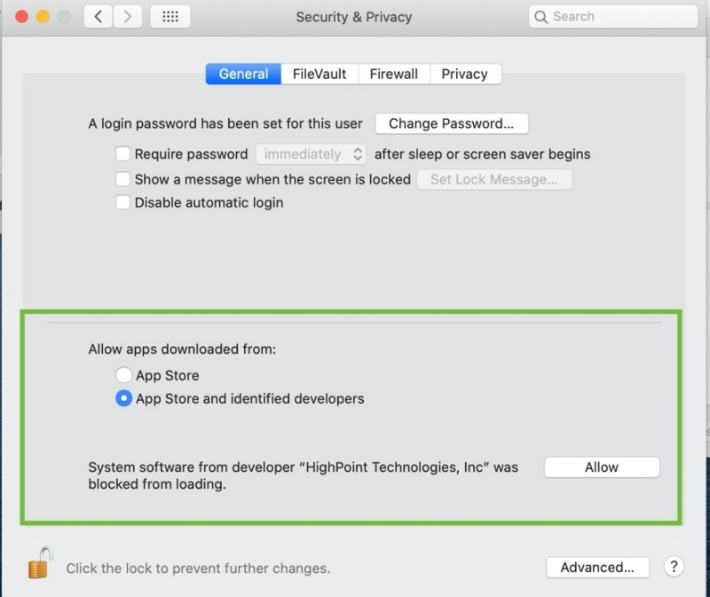 Security & Privacy
Search
General
FileVault
Firewall
Privacy
A login password has been set for this user
Change Password...
Require password
immediately
after sleep or screen saver begins
Show a message when the screen is locked
Set Lock Message...
Disable automatic login
Allow apps downloaded from:
App Store
App Store and identified developers
System software from developer “HighPoint Technologies, Inc” was
blocked from loading.
Allow
Click the lock to prevent further changes.
Advanced...
?